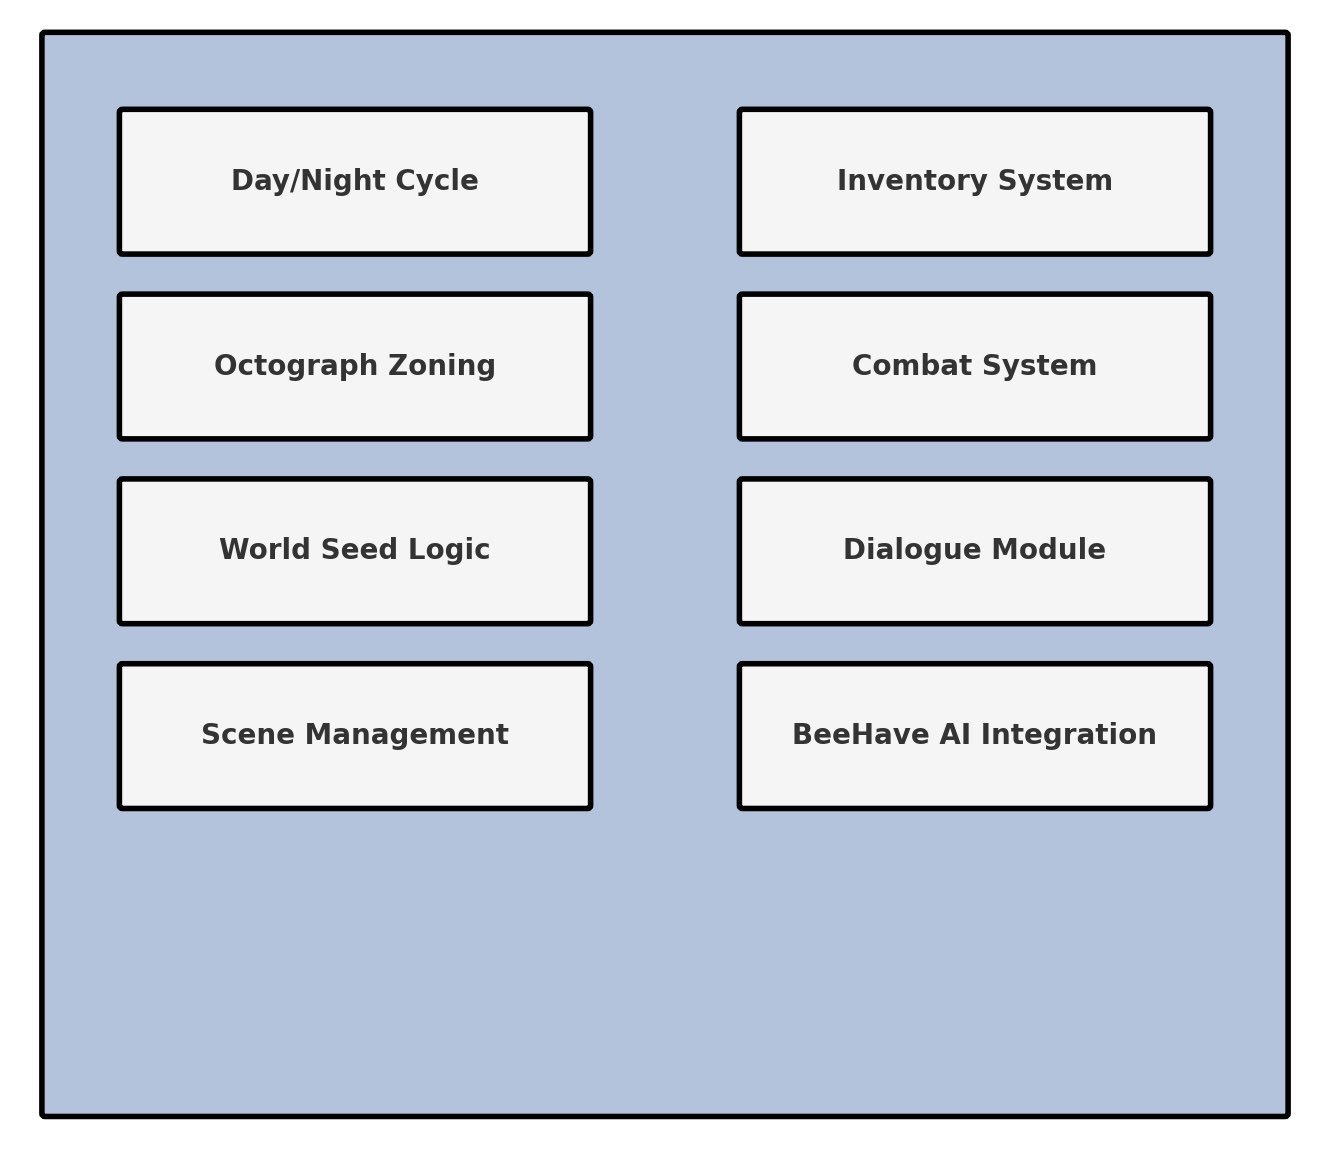 Day/Night Cycle
Inventory System
Octograph Zoning
Combat System
World Seed Logic
Dialogue Module
Scene Management
BeeHave AI Integration